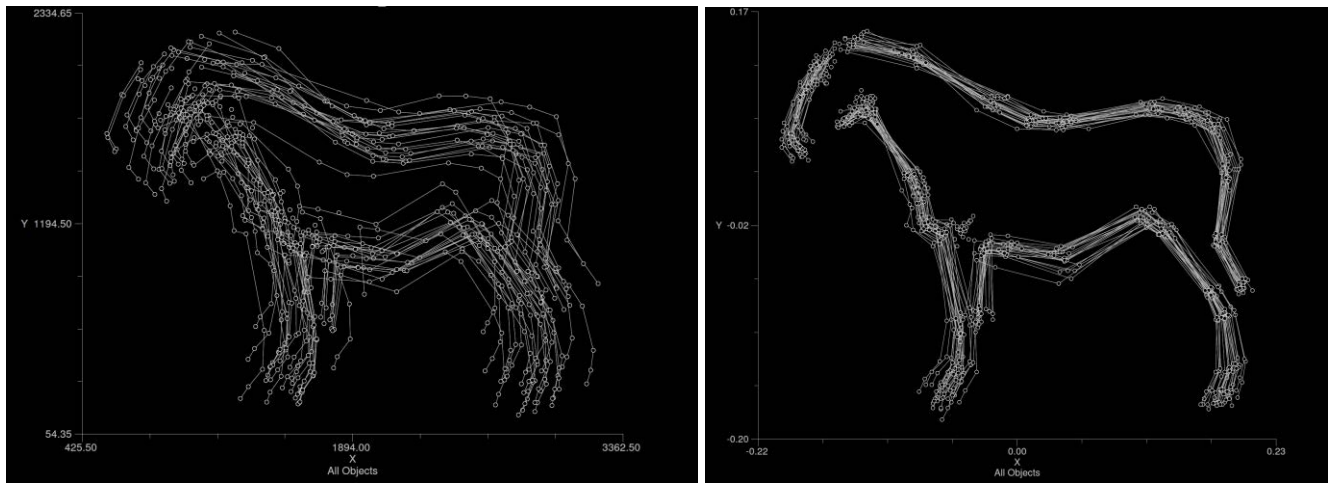 2334.65
Y 1194.50
54.35
425.50 1894.00 3362.50
X
All Objects
0.17
Y -0.02
-0.20
-0.22 0.00 0.23
X
All Objects